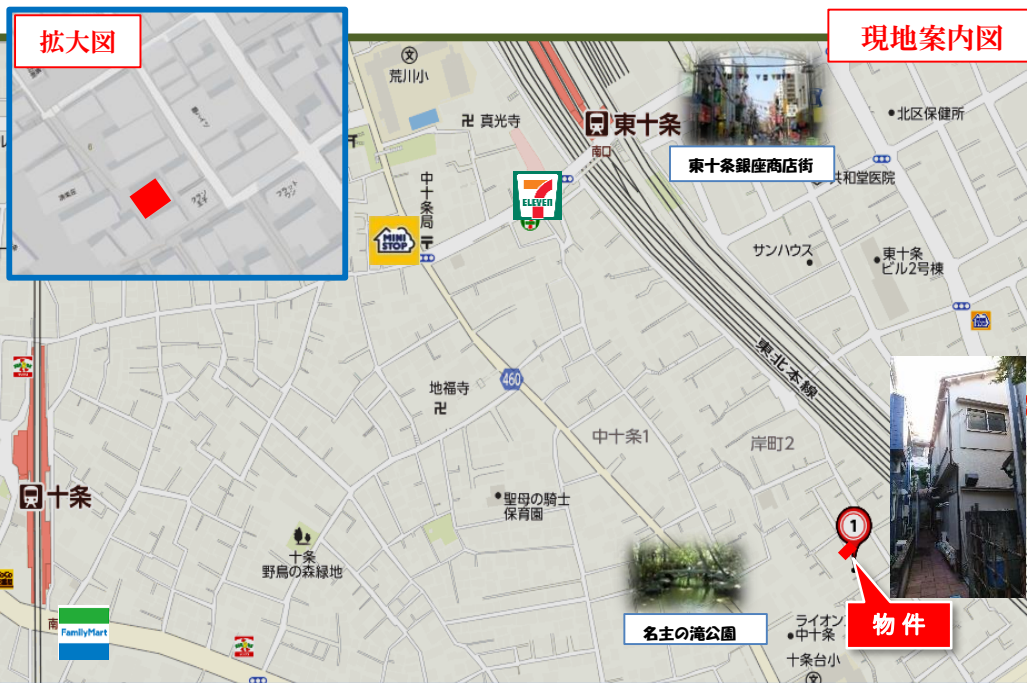 拡大図
現地案内図
荒川小
卍 真光寺
東十条
南口
北区保健所
東十条銀座商店街
共和堂医院
中十条局
ELEVEN
MINI
STOP
サンハウス
東十条
ビル2号棟
東北本線
地福寺
卍
460
中十条1
岸町2
十条
聖母の騎士
保育園
1
十条
野鳥の森緑地
名主の滝公園
物件
ライオン
中十条
十条台小
FamilyMart
南